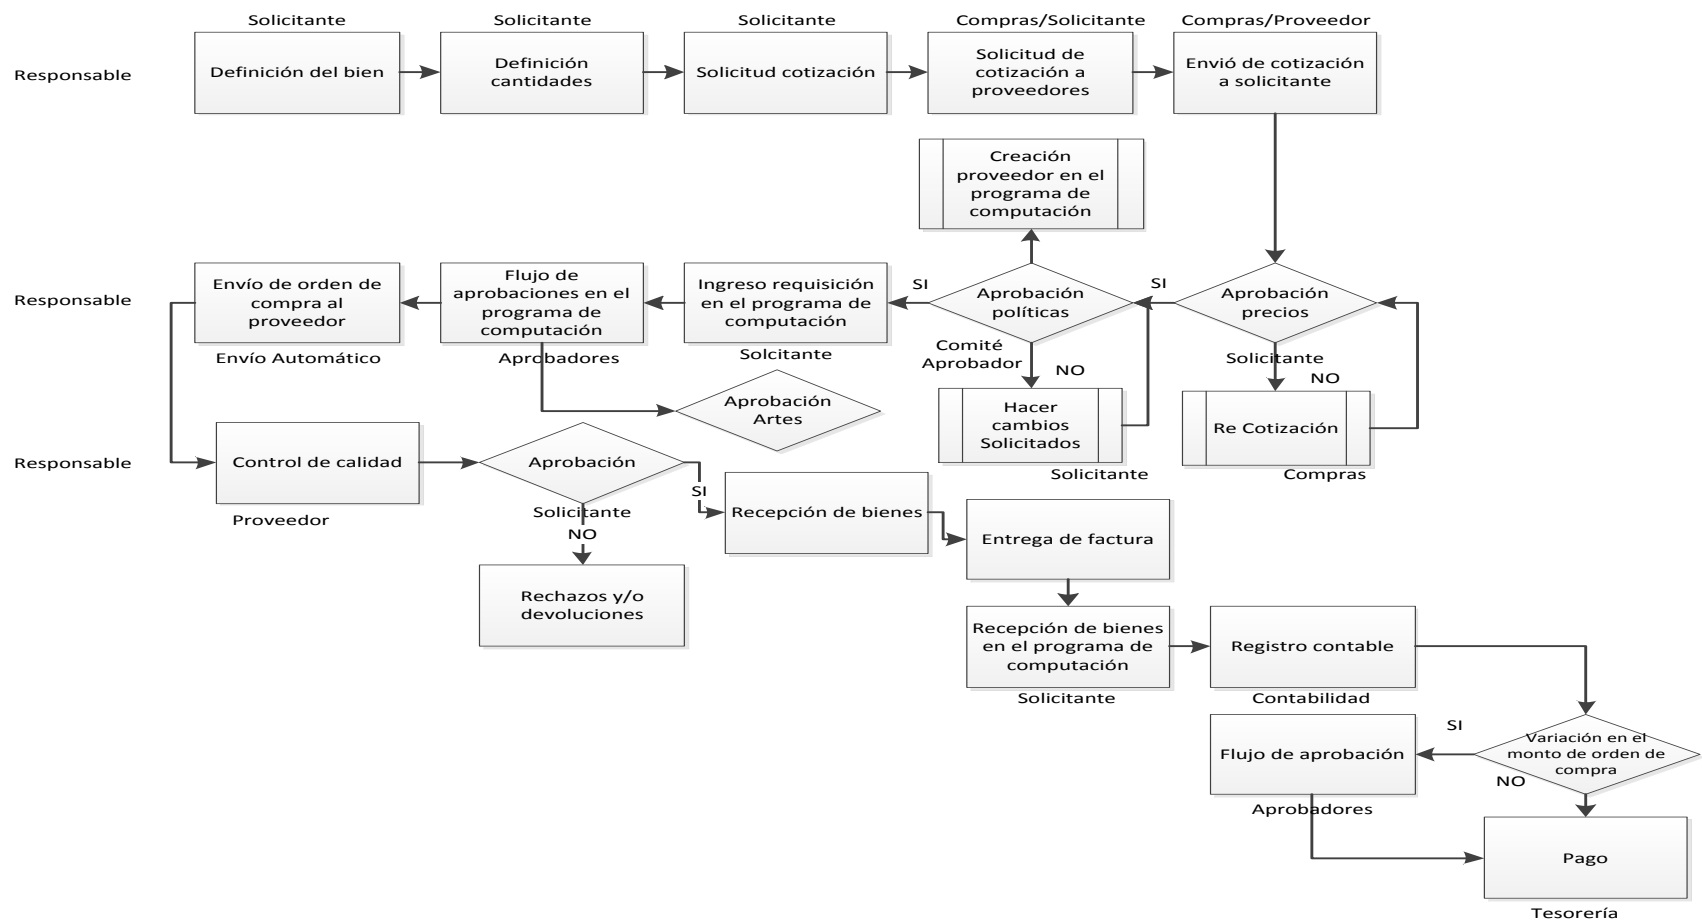 Solicitante
Solicitante
Solicitante
Compras/Solicitante
Compras/Proveedor
Responsable
Definición del bien
Definición
cantidades
Solicitud cotización
Solicitud de
cotización a
proveedores
Envió de cotización
a solicitante
Creación
proveedor en el
programa de
computación
Responsable
Envío de orden de
compra al
proveedor
Envío Automático
Flujo de
aprobaciones en el
programa de
computación
Aprobadores
Ingreso requisición
en el programa de
computación
Solcitante
SI
Aprobación
políticas
Comité
Aprobador
NO
SI
Aprobación
precios
Solicitante
NO
Aprobación
Artes
Hacer
cambios
Solicitados
Solicitante
Re Cotización
Compras
Responsable
Control de calidad
Proveedor
Aprobación
Solicitante
NO
SI
Recepción de bienes
Entrega de factura
Rechazos y/o
devoluciones
Recepción de bienes
en el programa de
computación
Solicitante
Registro contable
Contabilidad
SI
Variación en el
monto de orden de
compra
NO
Flujo de aprobación
Aprobadores
Pago
Tesorería